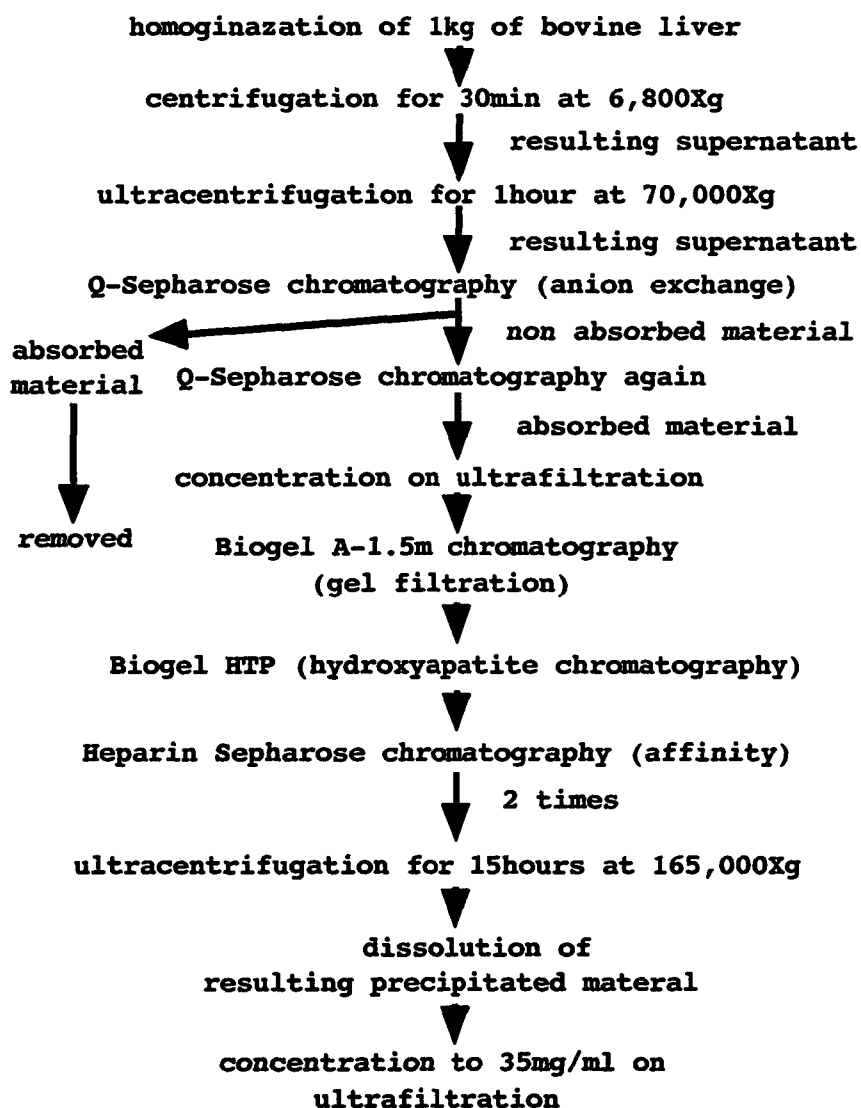 homoginazation of 1kg of bovine liver
centrifugation for 30min at 6,800Xg
resulting supernatant
ultracentrifugation for 1hour at 70,000Xg
resulting supernatant
Q-Sepharose chromatography (anion exchange)
non absorbed material
absorbed
material
Q-Sepharose chromatography again
absorbed material
concentration on ultrafiltration
removed
Biogel A-1.5m chromatography
(gel filtration)
Biogel HTP (hydroxyapatite chromatography)
Heparin Sepharose chromatography (affinity)
2 times
ultracentrifugation for 15hours at 165,000Xg
dissolution of
resulting precipitated materal
concentration to 35mg/ml on
ultrafiltration